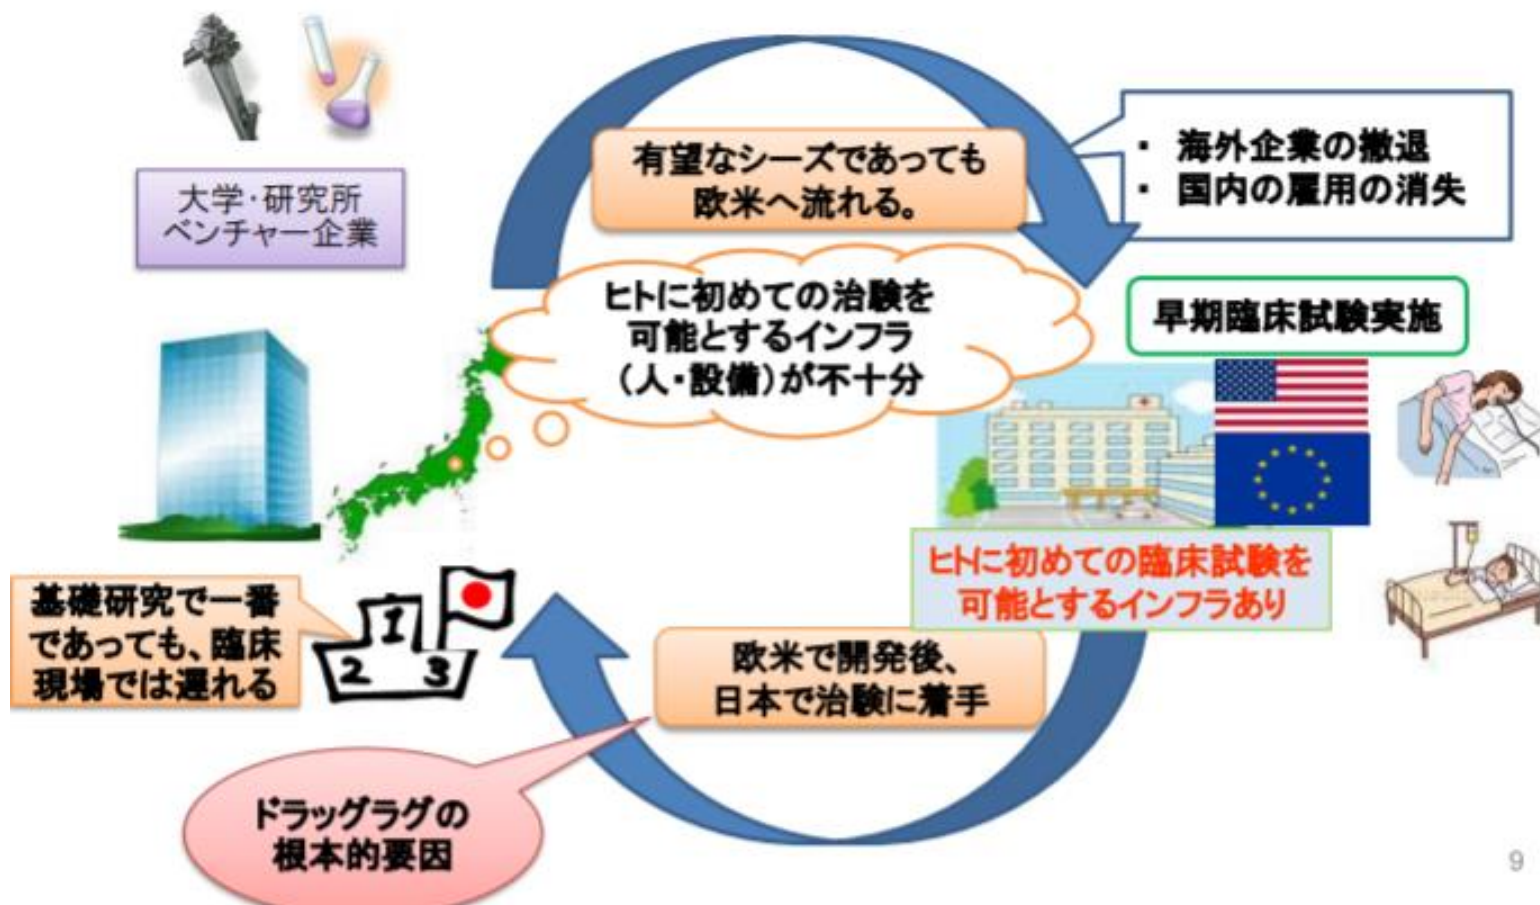 大学・研究所
ベンチャー企業
有望なシーズであっても
欧米へ流れる。
・ 海外企業の撤退
・ 国内の雇用の消失
ヒトに初めての治験を
可能とするインフラ
(人・設備)が不十分
早期臨床試験実施
ヒトに初めての臨床試験を
可能とするインフラあり
基礎研究で一番
であっても、臨床
現場では遅れる
1
2 3
欧米で開発後、
日本で治験に着手
ドラッグラグの
根本的要因
9